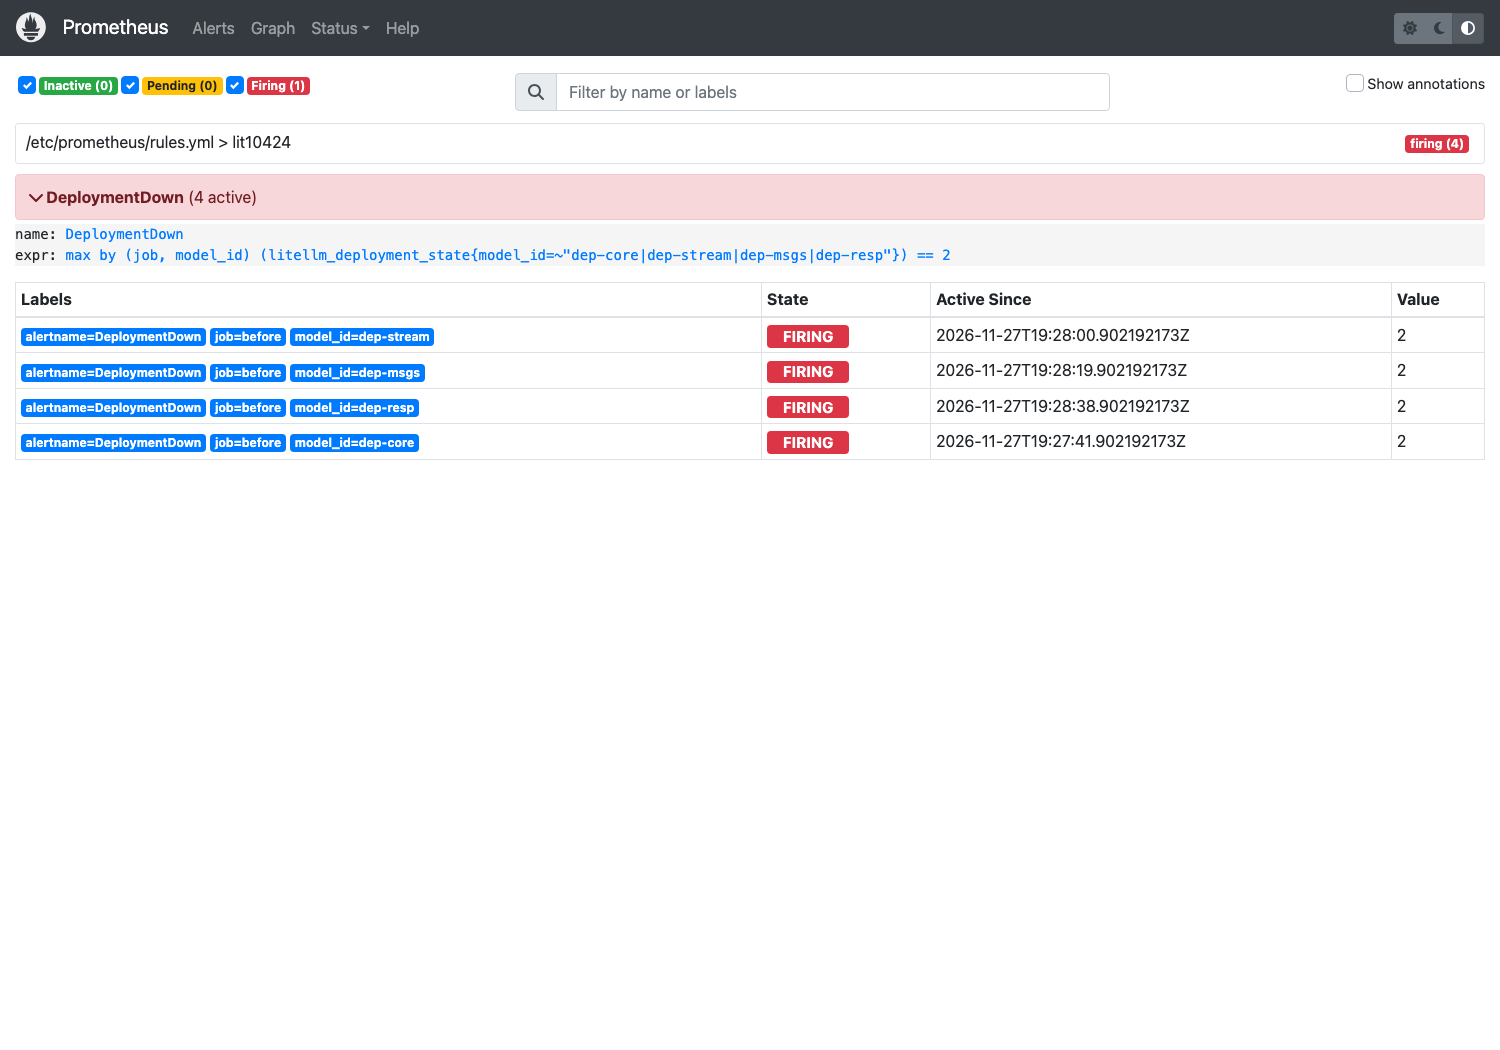 Prometheus Alerts Graph Status Help
Inactive (0) Pending (0) Firing (1) Filter by name or labels Show annotations
/etc/prometheus/rules.yml > lit10424 firing (4)
DeploymentDown (4 active)
name: DeploymentDown
expr: max by (job, model_id) (litellm_deployment_state{model_id=~"dep-core|dep-stream|dep-msgs|dep-resp"}) == 2
Labels State Active Since Value
alertname=DeploymentDown job=before model_id=dep-stream FIRING 2026-11-27T19:28:00.902192173Z 2
alertname=DeploymentDown job=before model_id=dep-msgs FIRING 2026-11-27T19:28:19.902192173Z 2
alertname=DeploymentDown job=before model_id=dep-resp FIRING 2026-11-27T19:28:38.902192173Z 2
alertname=DeploymentDown job=before model_id=dep-core FIRING 2026-11-27T19:27:41.902192173Z 2